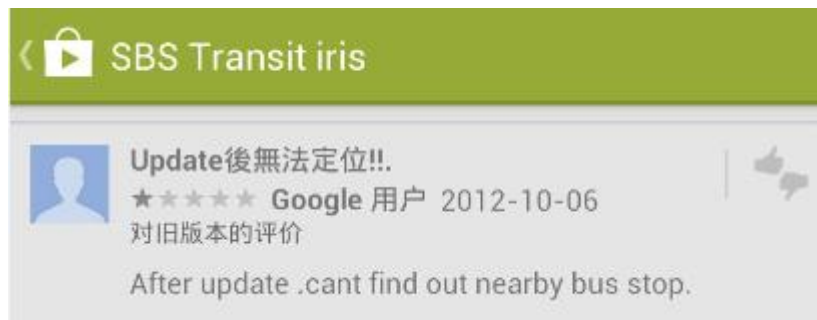 SBS Transit iris
Update後無法定位!!.
Google 用户 2012-10-06
对旧版本的评价
After update .cant find out nearby bus stop.